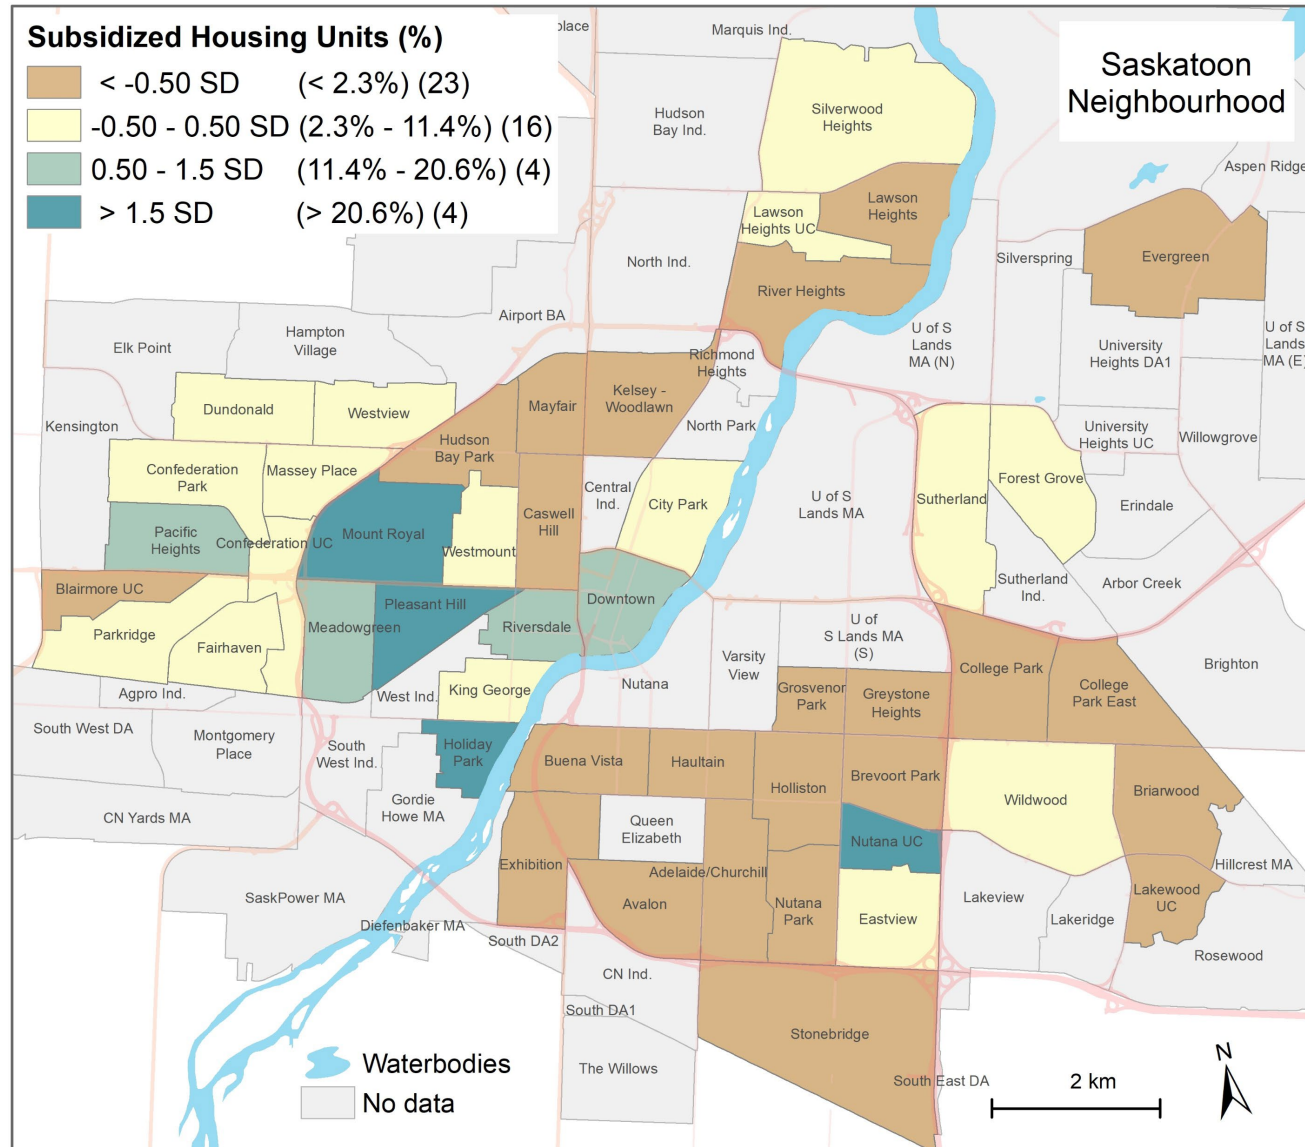 Subsidized Housing Units (%)
< -0.50 SD (< 2.3%) (23)
-0.50 - 0.50 SD (2.3% - 11.4%) (16)
0.50 - 1.5 SD (11.4% - 20.6%) (4)
> 1.5 SD (> 20.6%) (4)
Saskatoon
Neighbourhood
place
Marquis Ind.
Hudson
Bay Ind.
Silverwood
Heights
Aspen Ridge
Lawson
Heights
Lawson
Heights UC
North Ind.
Silverspring
Evergreen
River Heights
Airport BA
Hampton
Village
Elk Point
Richmond
Heights
U of S
Lands
MA (N)
University
Heights DA1
U of S
Lands
MA (E)
Kelsey -
Woodlawn
Mayfair
Dundonald
Westview
Kensington
Hudson
Bay Park
North Park
University
Heights UC
Willowgrove
Confederation
Park
Massey Place
Central
Ind.
City Park
U of S
Lands MA
Sutherland
Forest Grove
Erindale
Pacific
Heights
Confederation UC
Mount Royal
Westmount
Caswell
Hill
Sutherland
Ind.
Arbor Creek
Blairmore UC
Pleasant Hill
Downtown
Parkridge
Fairhaven
Meadowgreen
Riversdale
U of
S Lands MA
(S)
Varsity
View
College Park
Brighton
Agpro Ind.
West Ind.
King George
Nutana
Grosvenor
Park
Greystone
Heights
College
Park East
South West DA
Montgomery
Place
South
West Ind.
Holiday
Park
Buena Vista
Haultain
Holliston
Brevoort Park
Wildwood
Briarwood
CN Yards MA
Gordie
Howe MA
Queen
Elizabeth
Nutana UC
Exhibition
Adelaide/Churchill
Hillcrest MA
SaskPower MA
Diefenbaker MA
Avalon
Nutana
Park
Eastview
Lakeview
Lakeridge
Lakewood
UC
South DA2
Rosewood
CN Ind.
South DA1
Stonebridge
The Willows
South East DA
Waterbodies
No data
2 km
N